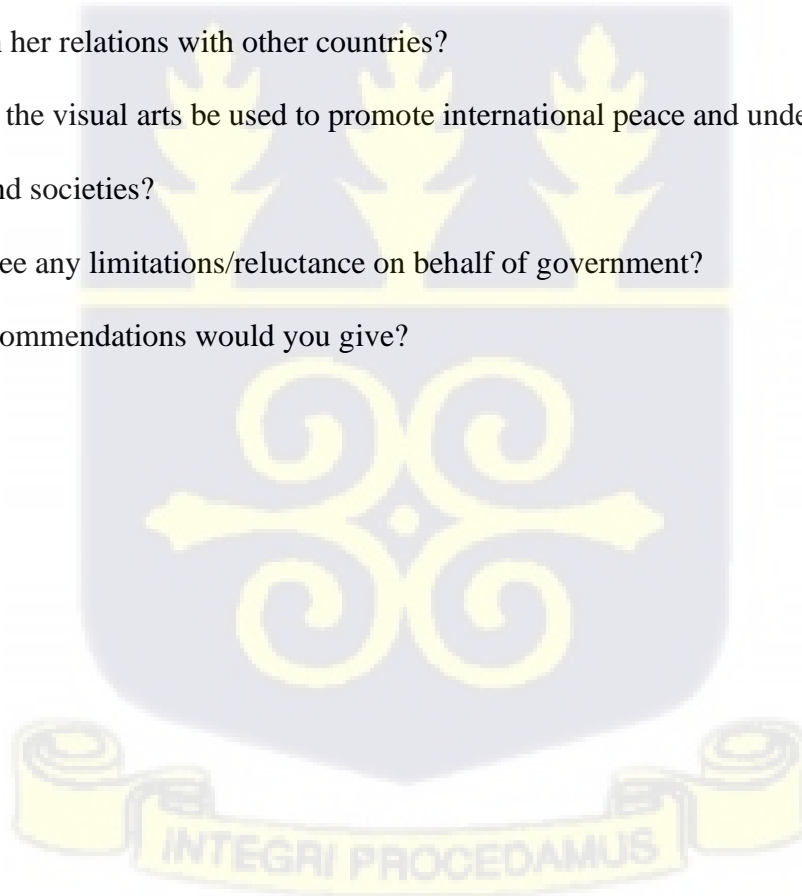 her relations with other countries?
the visual arts be used to promote international peace and
nd societies?
ee any limitations/reluctance on behalf of government?
ommendations would you give?
INTEGRI PROCEDAMUS